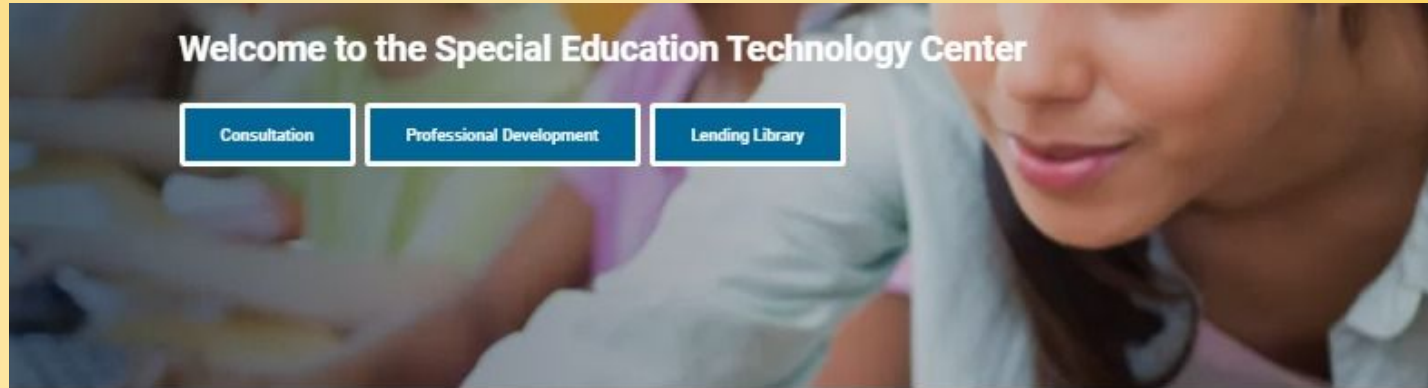 Welcome to the Special Education Technology Center
Consultation Professional Development Lending Library